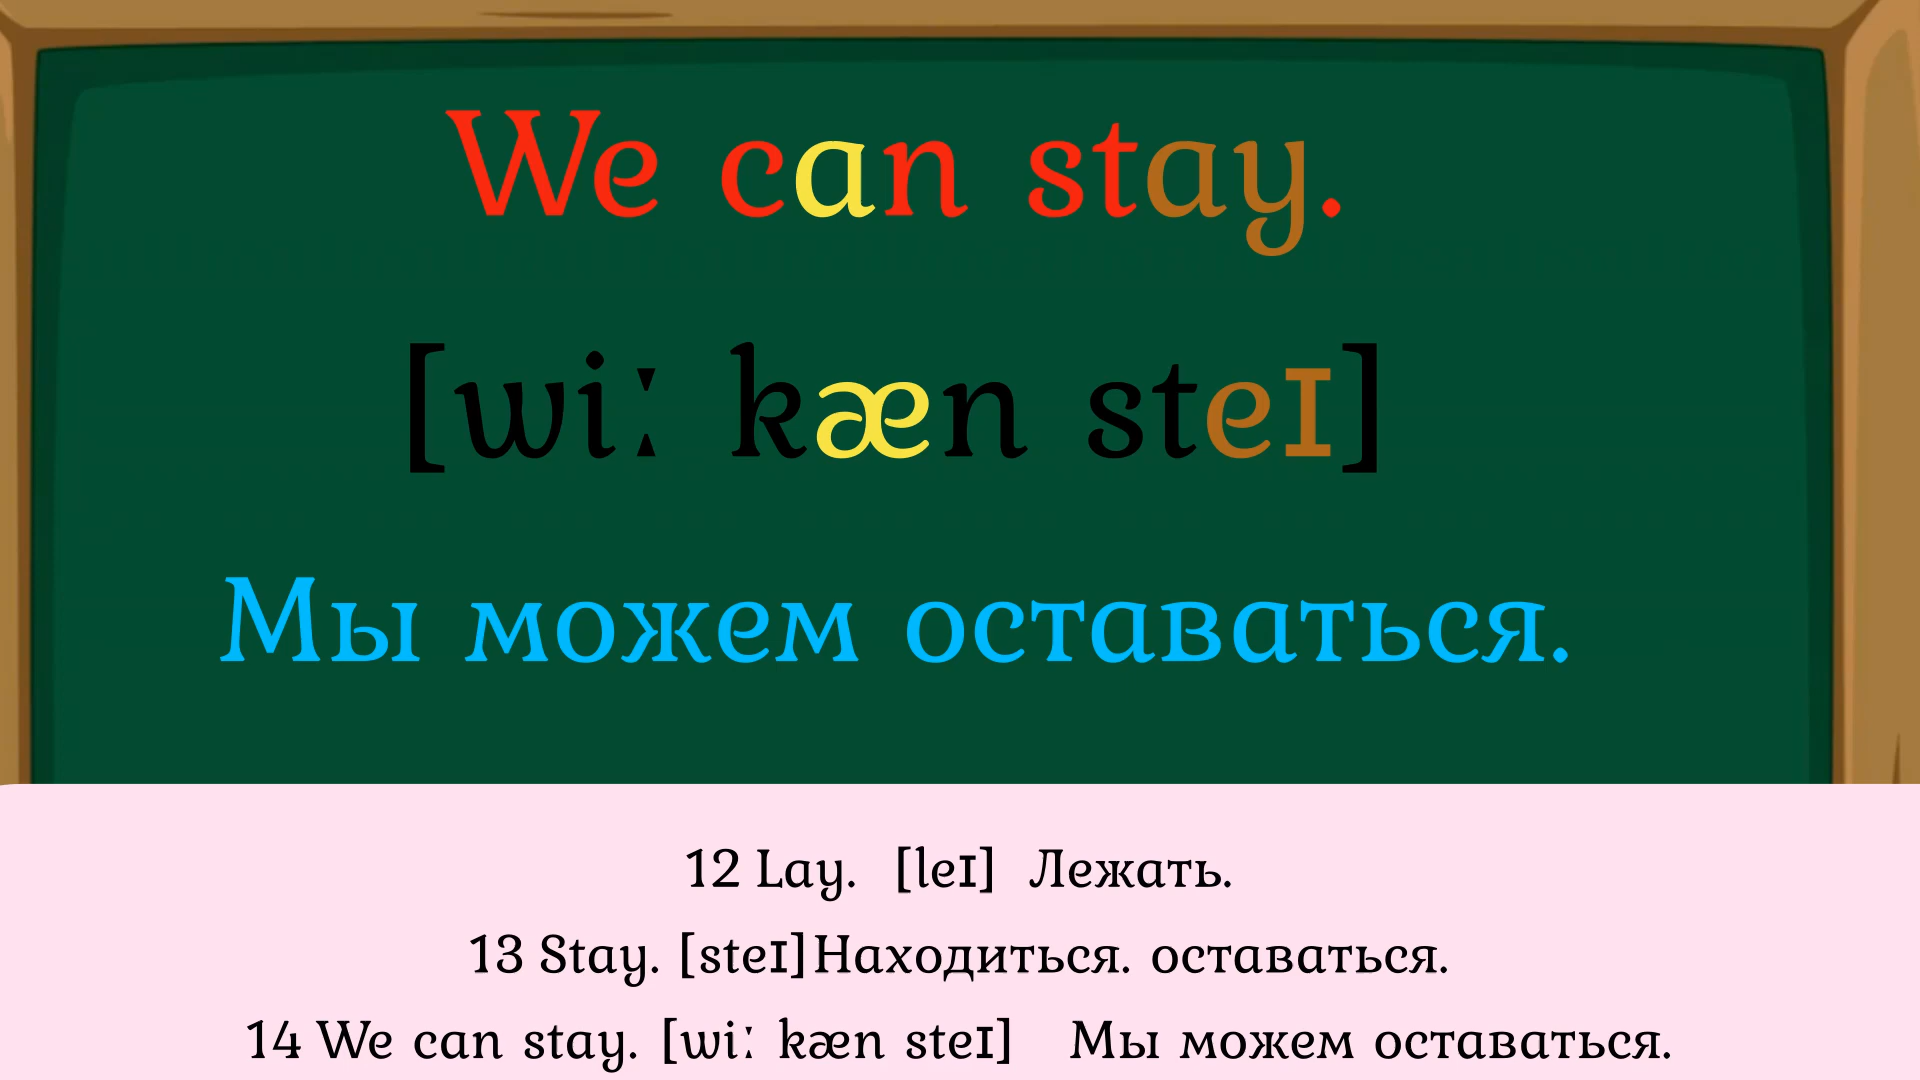 We can stay.
[wiː kæn steɪ]
Мы можем оставаться.
12 Lay. [leɪ] Лежать.
13 Stay. [steɪ]Находиться. оставаться.
14 We can stay. [wiː kæn steɪ] Мы можем оставаться.